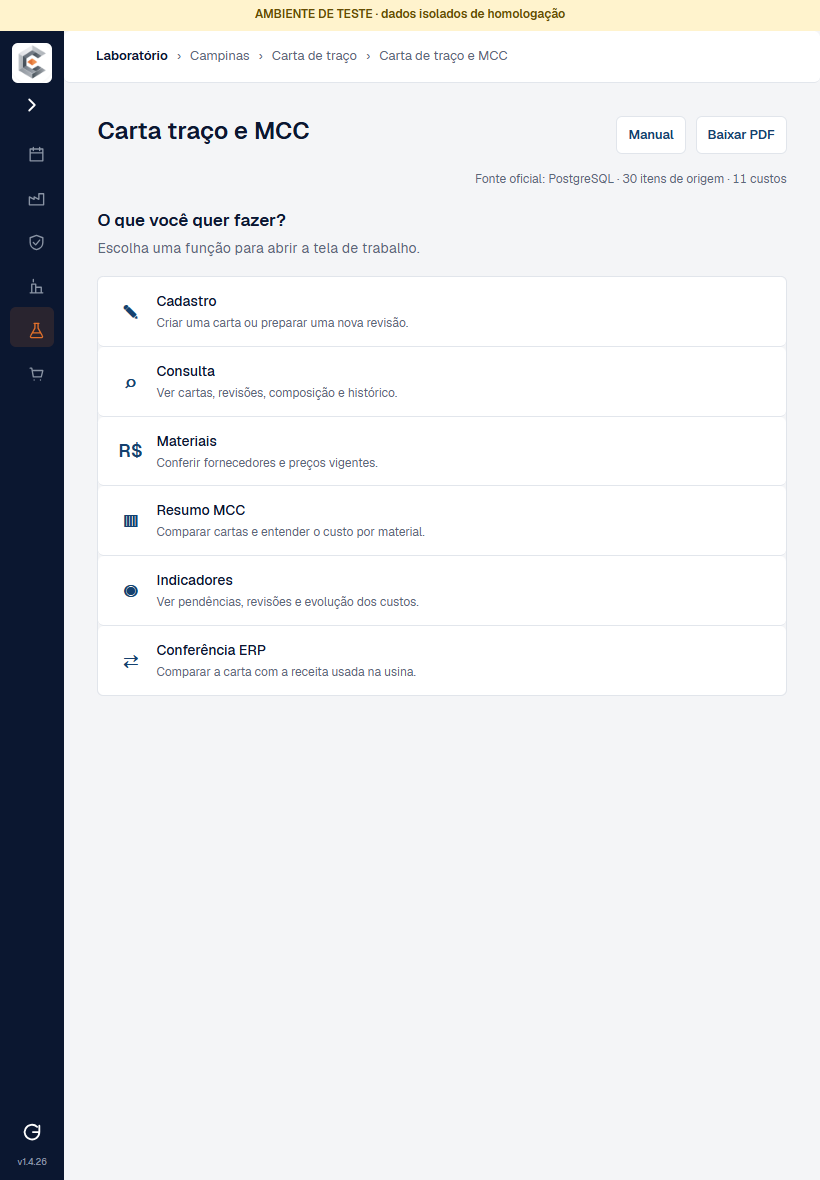 AMBIENTE DE TESTE · dados isolados de homologação
Laboratório › Campinas › Carta de traço › Carta de traço e MCC
Carta traço e MCC
Manual
Baixar PDF
Fonte oficial: PostgreSQL · 30 itens de origem · 11 custos
O que você quer fazer?
Escolha uma função para abrir a tela de trabalho.
Cadastro
Criar uma carta ou preparar uma nova revisão.
Consulta
Ver cartas, revisões, composição e histórico.
R$ Materiais
Conferir fornecedores e preços vigentes.
Resumo MCC
Comparar cartas e entender o custo por material.
Indicadores
Ver pendências, revisões e evolução dos custos.
Conferência ERP
Comparar a carta com a receita usada na usina.
v1.4.26